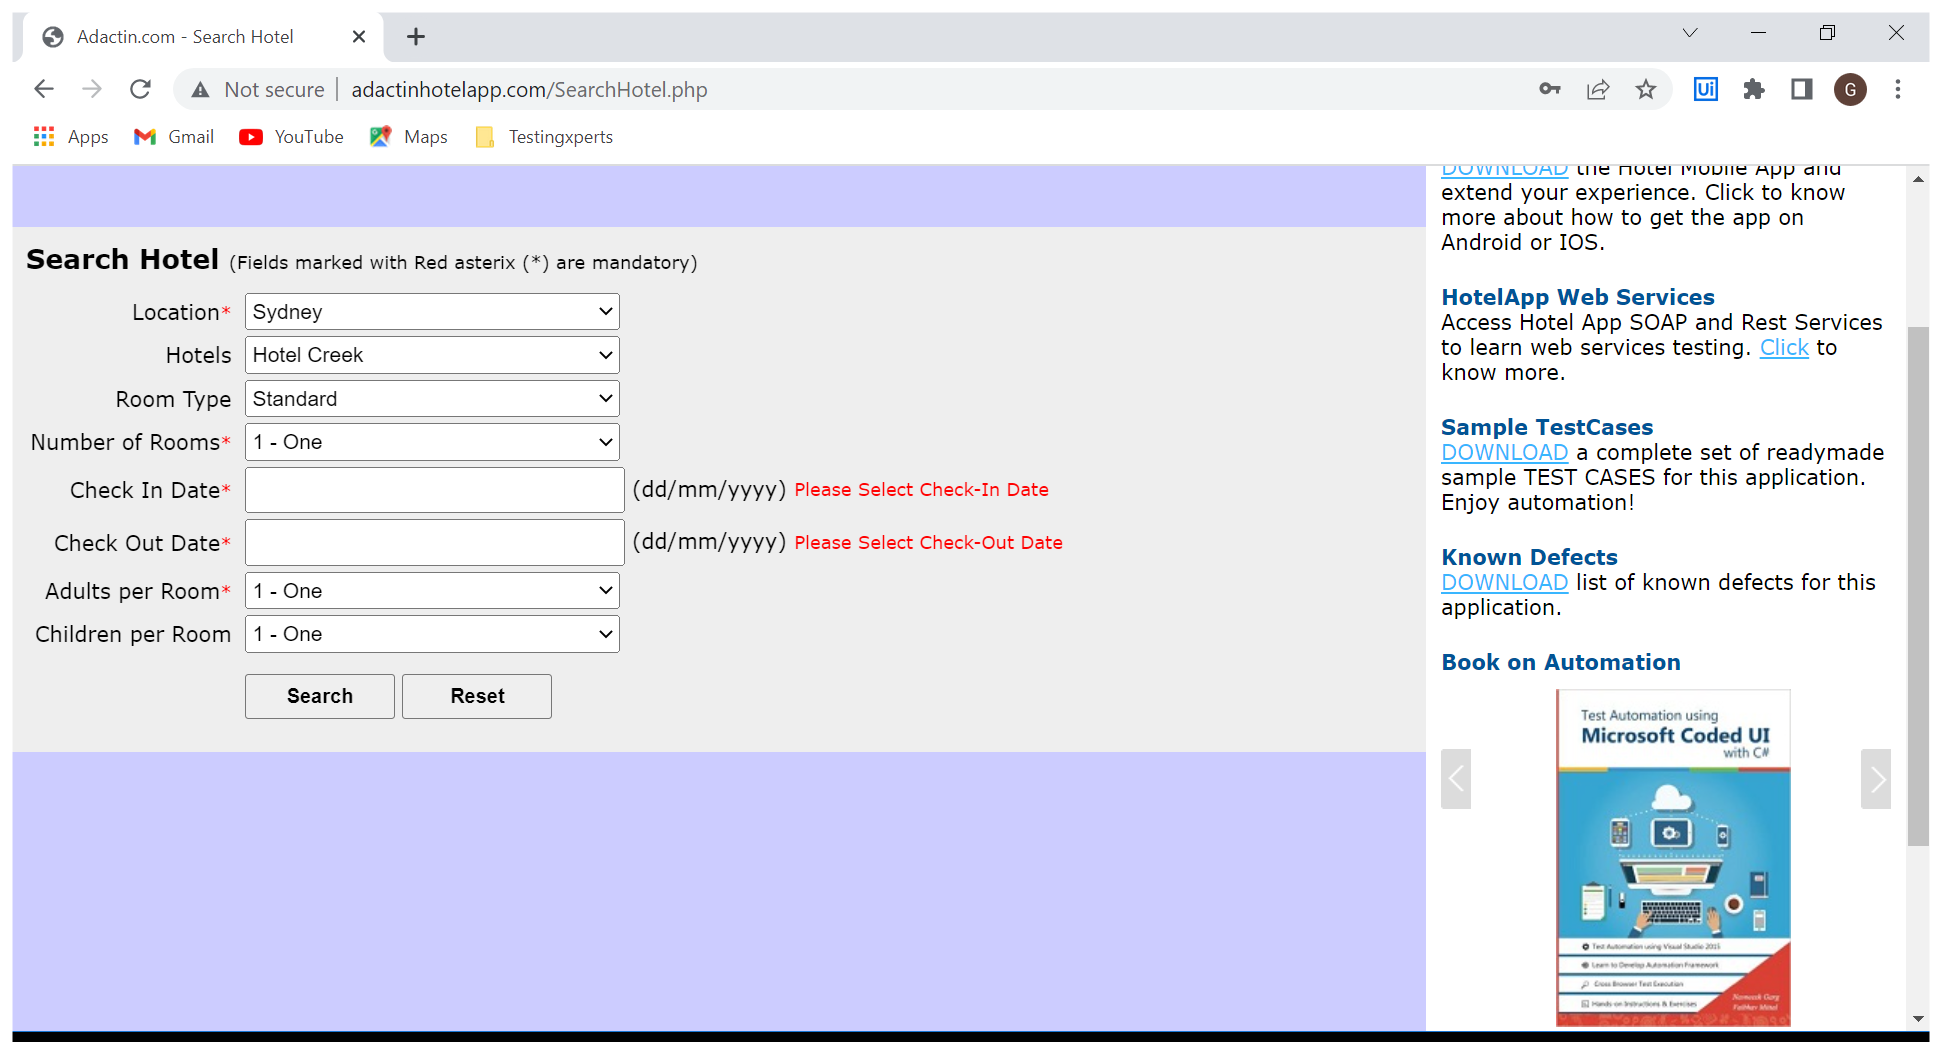 Adactin.com - Search Hotel
Not secure | adactinhotelapp.com/SearchHotel.php
Ui
G
Apps Gmail YouTube Maps Testingxperts
Search Hotel (Fields marked with Red asterix (*) are mandatory)
Location* Sydney
Hotels Hotel Creek
Room Type Standard
Number of Rooms* 1 - One
Check In Date* (dd/mm/yyyy) Please Select Check-In Date
Check Out Date* (dd/mm/yyyy) Please Select Check-Out Date
Adults per Room* 1 - One
Children per Room 1 - One
Search Reset
DOWNLOAD the Hotel Mobile App and
extend your experience. Click to know
more about how to get the app on
Android or IOS.
HotelApp Web Services
Access Hotel App SOAP and Rest Services
to learn web services testing. Click to
know more.
Sample TestCases
DOWNLOAD a complete set of readymade
sample TEST CASES for this application.
Enjoy automation!
Known Defects
DOWNLOAD list of known defects for this
application.
Book on Automation
Test Automation using
Microsoft Coded UI
with C#
Test Automation using Visual Studio 2015
Learn to Develop Automation Framework
Cross Browser Test Execution
Hands-on Instructions & Exercises